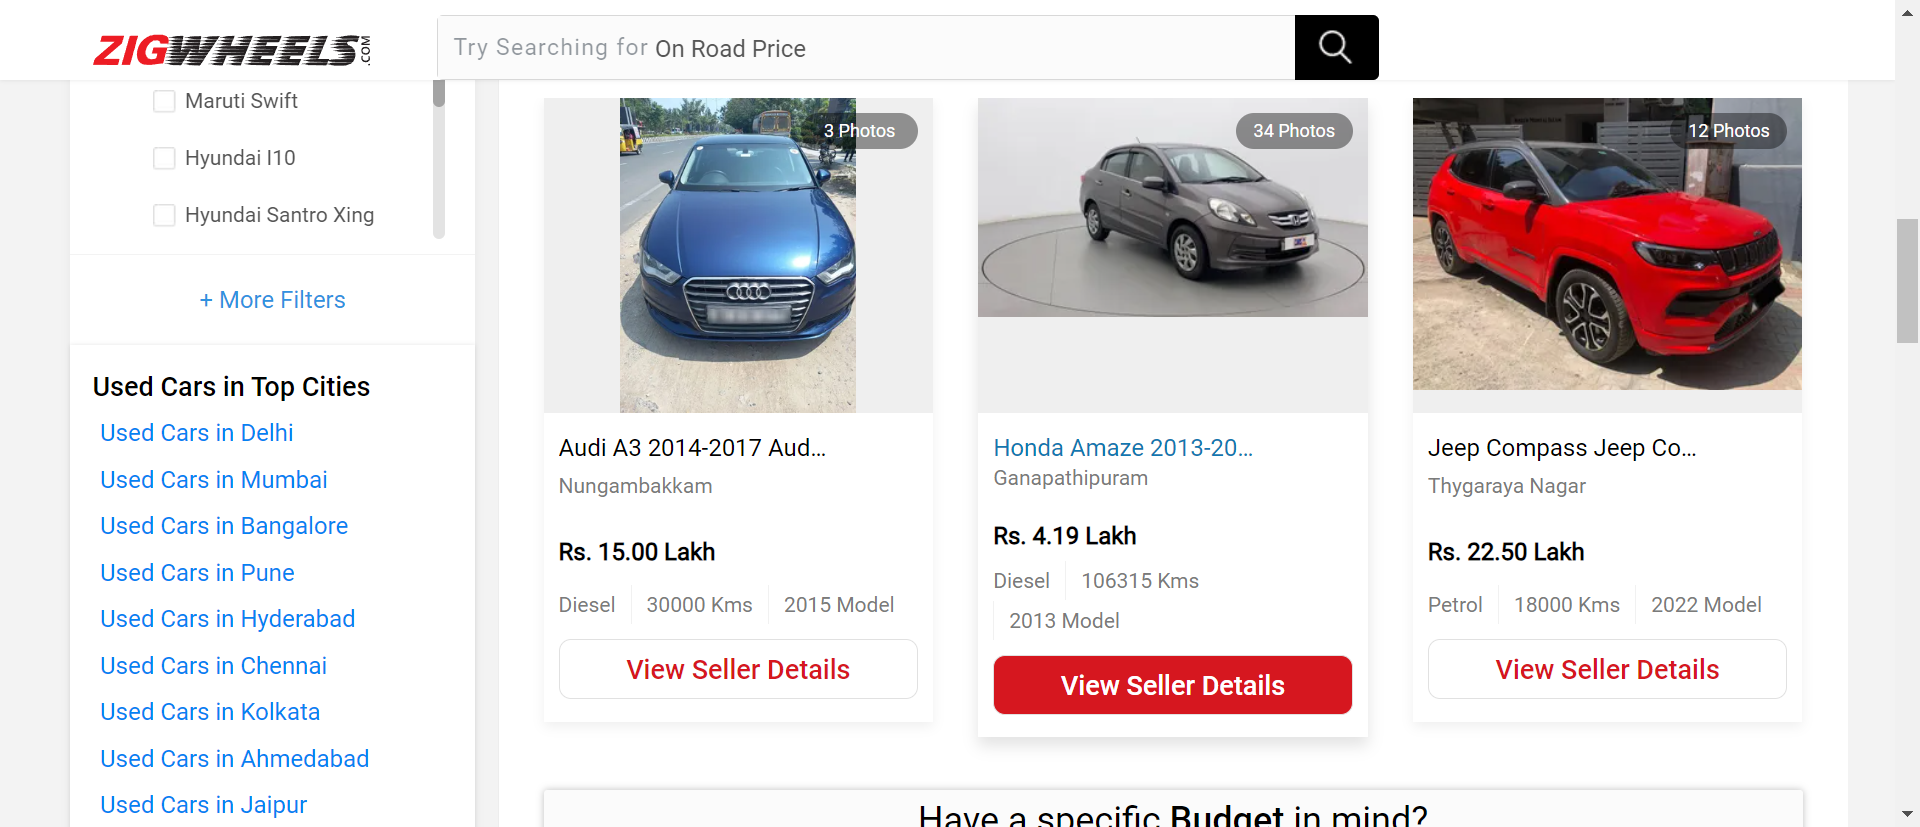 ZIGWHEELS.COM
Try Searching for On Road Price
Maruti Swift
Hyundai I10
Hyundai Santro Xing
+ More Filters
Used Cars in Top Cities
Used Cars in Delhi
Used Cars in Mumbai
Used Cars in Bangalore
Used Cars in Pune
Used Cars in Hyderabad
Used Cars in Chennai
Used Cars in Kolkata
Used Cars in Ahmedabad
Used Cars in Jaipur
3 Photos
Audi A3 2014-2017 Aud...
Nungambakkam
Rs. 15.00 Lakh
Diesel 30000 Kms 2015 Model
View Seller Details
34 Photos
Honda Amaze 2013-20...
Ganapathipuram
Rs. 4.19 Lakh
Diesel 106315 Kms
2013 Model
View Seller Details
12 Photos
Jeep Compass Jeep Co...
Thygaraya Nagar
Rs. 22.50 Lakh
Petrol 18000 Kms 2022 Model
View Seller Details
Have a specific Budget in mind?